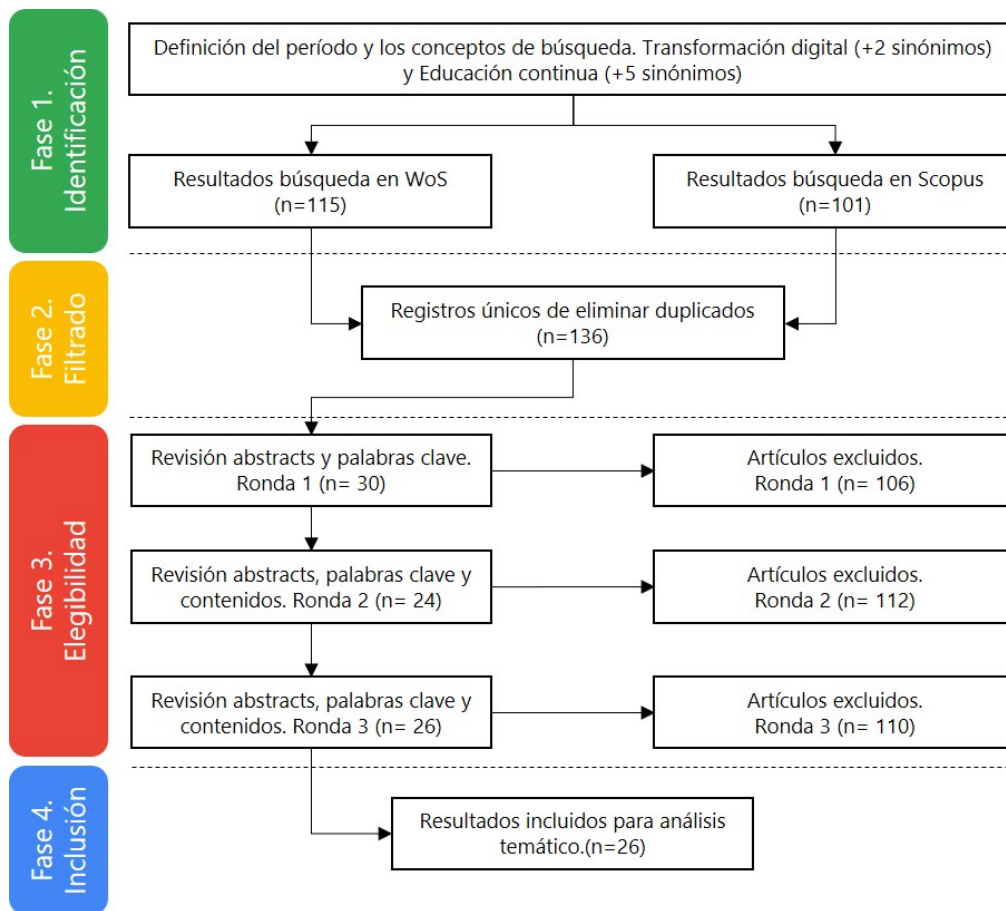 Fase 1.
Identificación
Definición del período y los conceptos de búsqueda. Transformación digital (+2 sinónimos)
y Educación continua (+5 sinónimos)
Resultados búsqueda en WoS
(n=115)
Resultados búsqueda en Scopus
(n=101)
Fase 2.
Filtrado
Registros únicos de eliminar duplicados
(n=136)
Fase 3.
Elegibilidad
Revisión abstracts y palabras clave.
Ronda 1 (n= 30)
Artículos excluidos.
Ronda 1 (n= 106)
Revisión abstracts, palabras clave y
contenidos. Ronda 2 (n= 24)
Artículos excluidos.
Ronda 2 (n= 112)
Revisión abstracts, palabras clave y
contenidos. Ronda 3 (n= 26)
Artículos excluidos.
Ronda 3 (n= 110)
Fase 4.
Inclusión
Resultados incluidos para análisis
temático.(n=26)